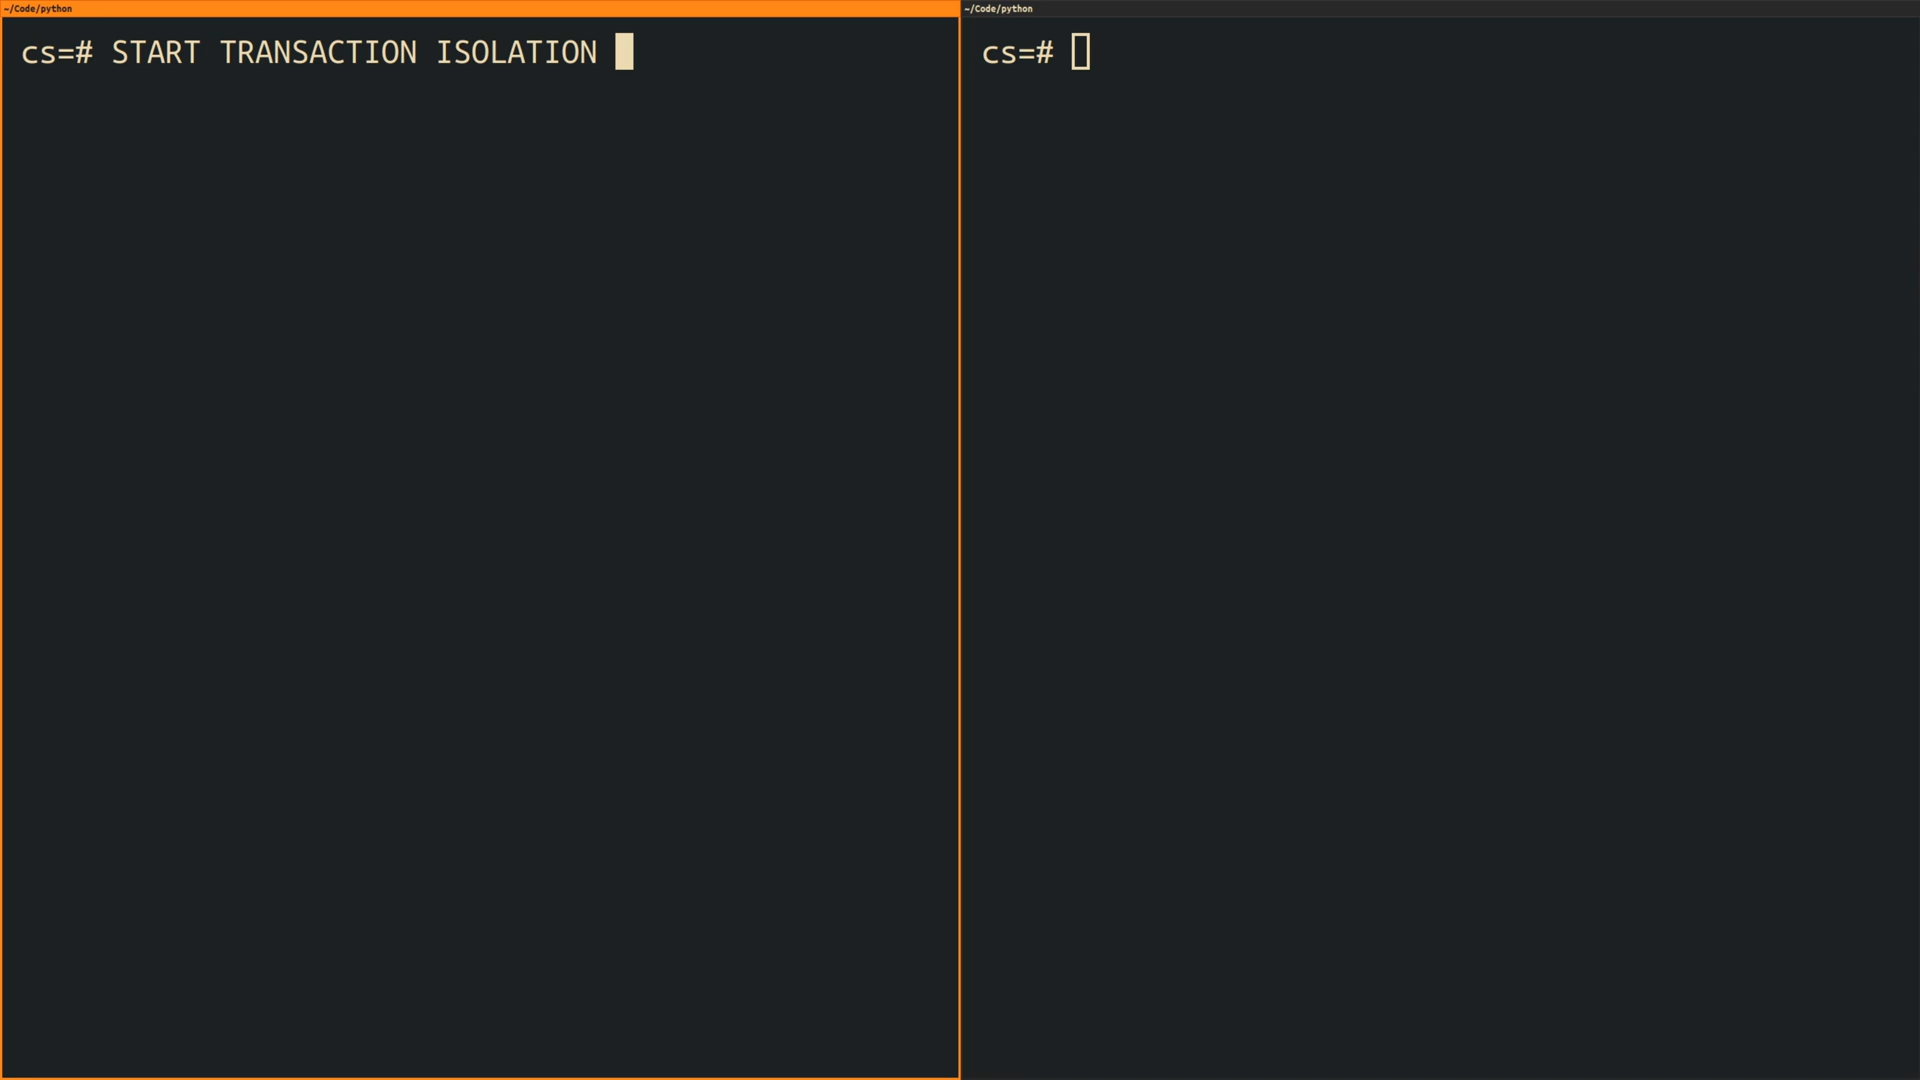 ~/Code/python
cs=# START TRANSACTION ISOLATION
~/Code/python
cs=#